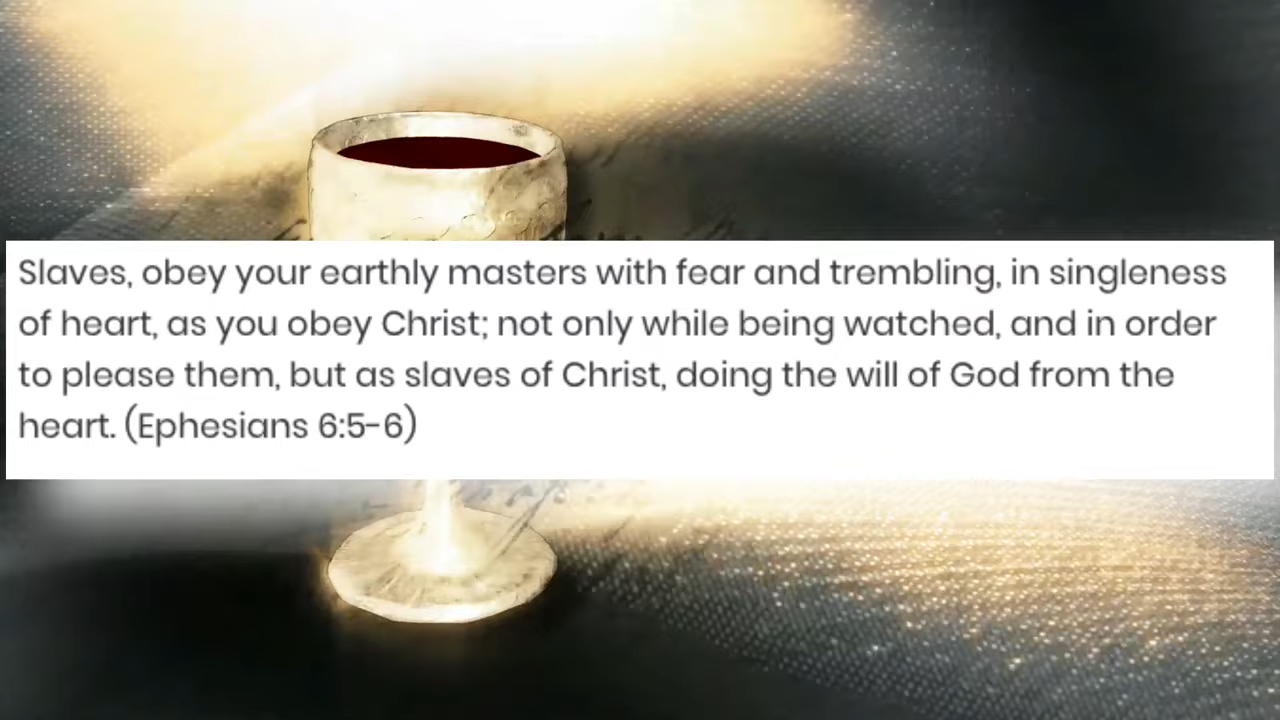 Slaves, obey your earthly masters with fear and trembling, in singleness
of heart, as you obey Christ; not only while being watched, and in order
to please them, but as slaves of Christ, doing the will of God from the
heart. (Ephesians 6:5-6)